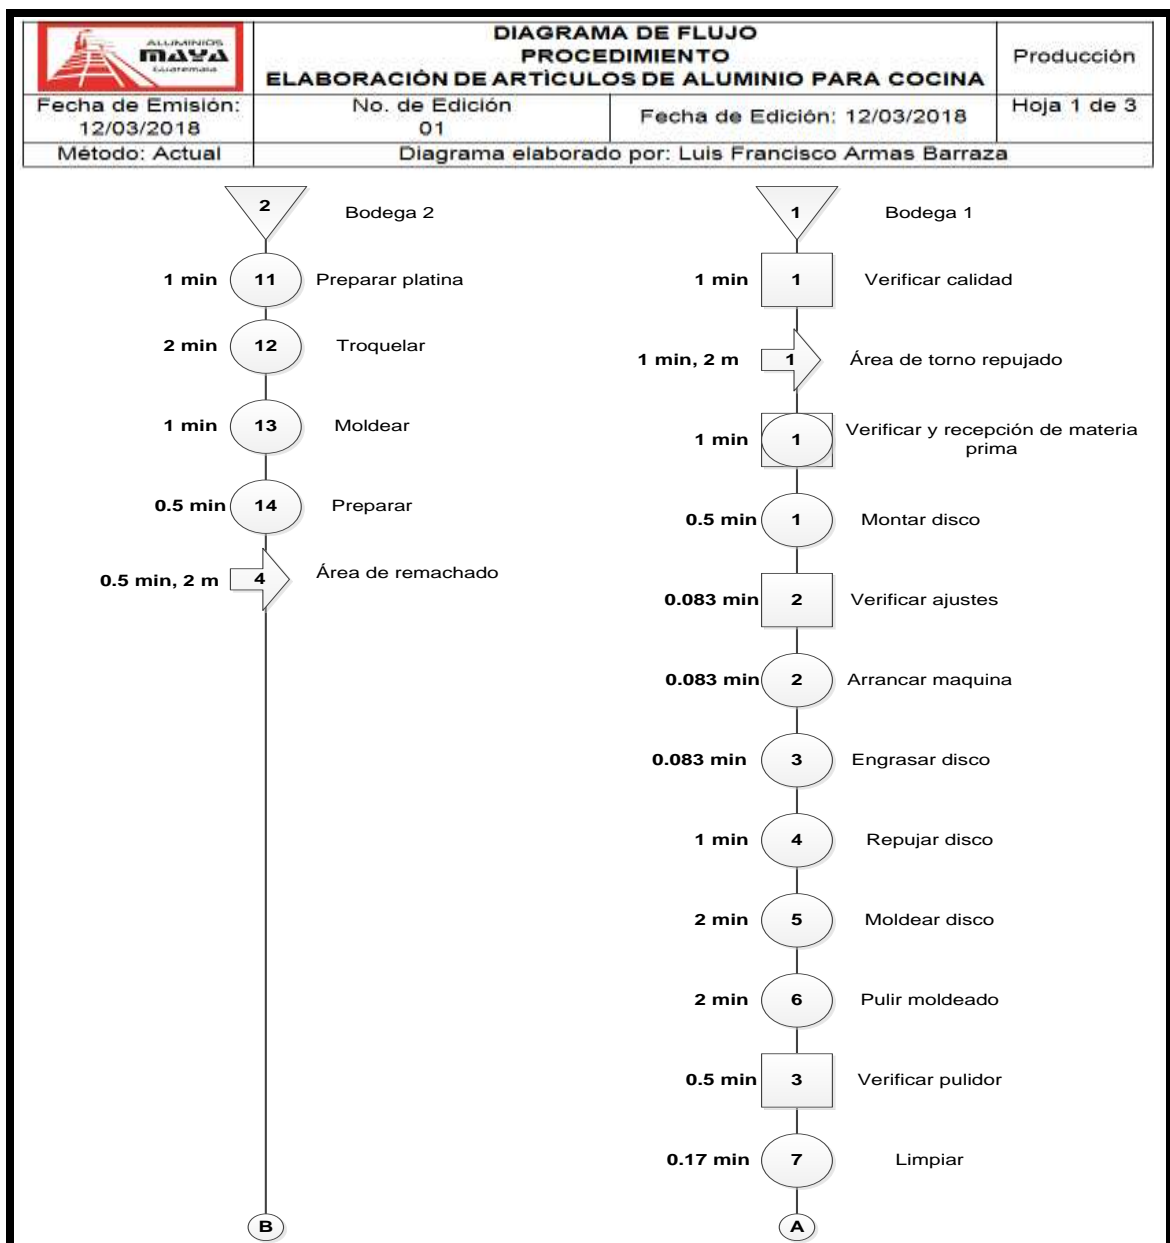 ALUMINIOS
MAYA
Guatemala
DIAGRAMA DE FLUJO
PROCEDIMIENTO
ELABORACIÓN DE ARTÌCULOS DE ALUMINIO PARA COCINA
Producción
Fecha de Emisión:
12/03/2018
No. de Edición
01
Fecha de Edición: 12/03/2018
Hoja 1 de 3
Método: Actual
Diagrama elaborado por: Luis Francisco Armas Barraza
2 Bodega 2
1 min 11 Preparar platina
2 min 12 Troquelar
1 min 13 Moldear
0.5 min 14 Preparar
0.5 min, 2 m 4 Área de remachado
B
1 Bodega 1
1 min 1 Verificar calidad
1 min, 2 m 1 Área de torno repujado
1 min 1 Verificar y recepción de materia
prima
0.5 min 1 Montar disco
0.083 min 2 Verificar ajustes
0.083 min 2 Arrancar maquina
0.083 min 3 Engrasar disco
1 min 4 Repujar disco
2 min 5 Moldear disco
2 min 6 Pulir moldeado
0.5 min 3 Verificar pulidor
0.17 min 7 Limpiar
A